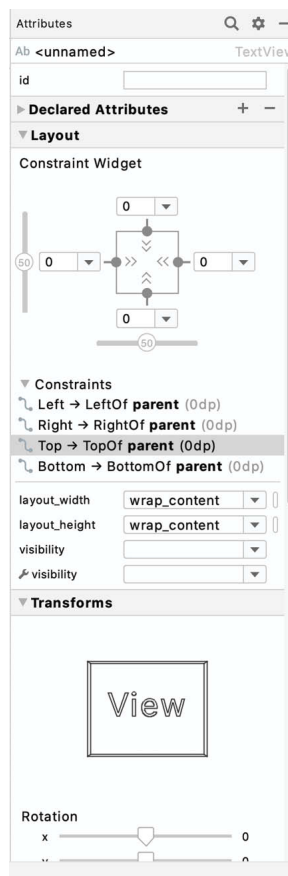 Attributes
Ab <unnamed> TextView
id
Declared Attributes + −
Layout
Constraint Widget
0
50 0 >> << 0
0
50
Constraints
Left → LeftOf parent (0dp)
Right → RightOf parent (0dp)
Top → TopOf parent (0dp)
Bottom → BottomOf parent (0dp)
layout_width wrap_content
layout_height wrap_content
visibility
visibility
Transforms
View
Rotation
x 0